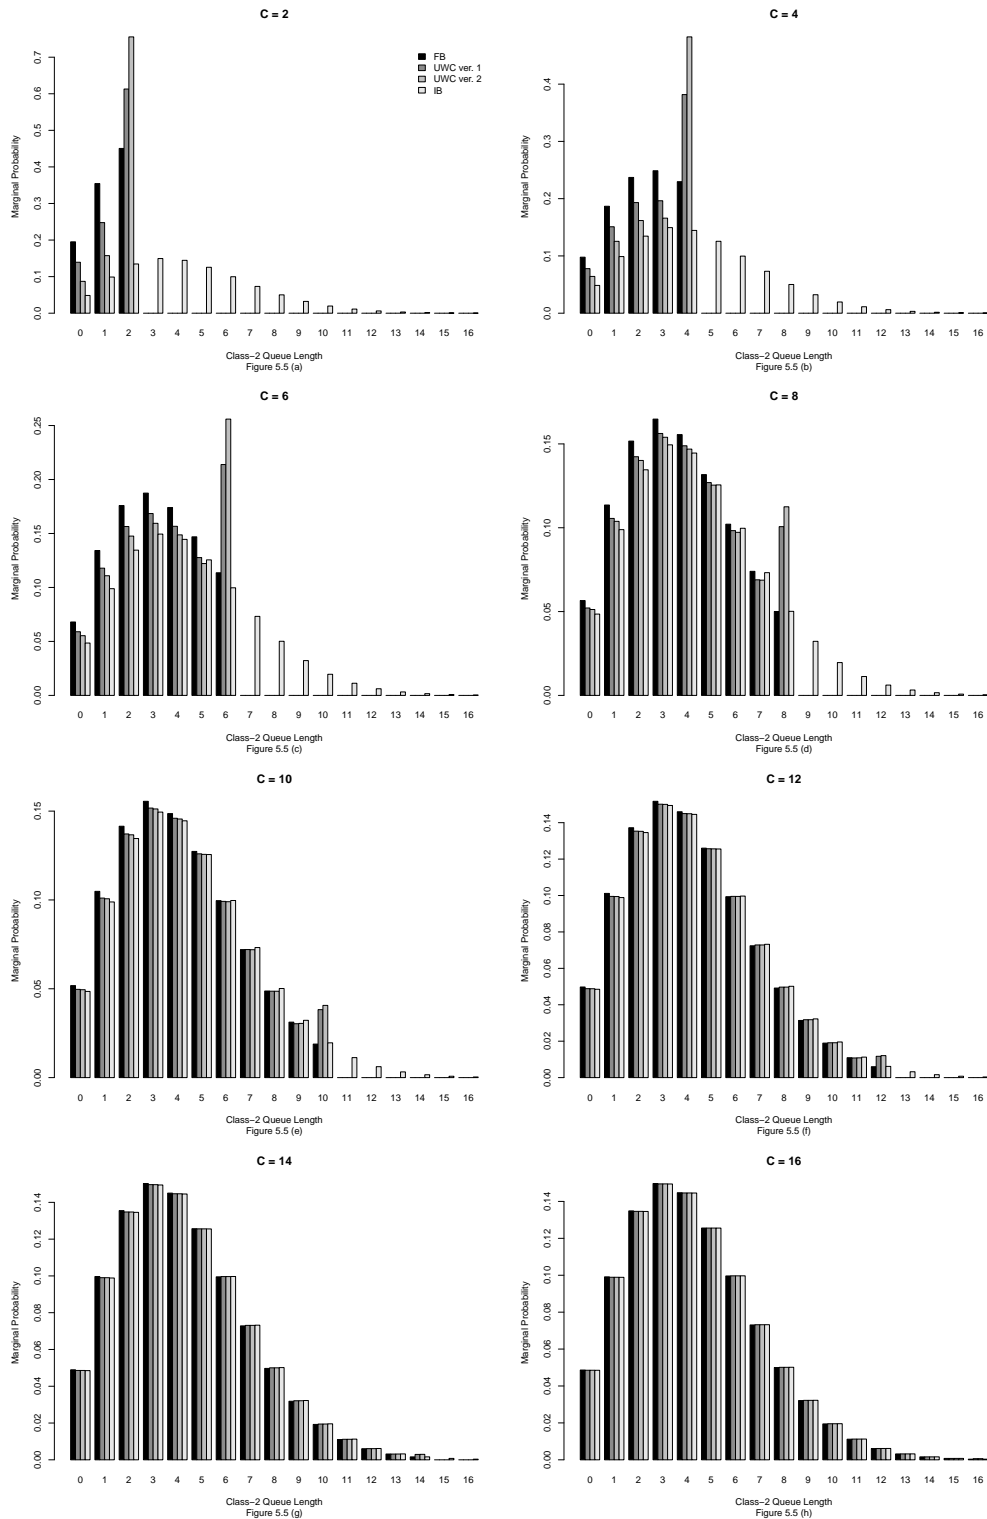 C = 2
0.0 0.1 0.2 0.3 0.4 0.5 0.6 0.7
Marginal Probability
FB
UWC ver. 1
UWC ver. 2
IB
0 1 2 3 4 5 6 7 8 9 10 11 12 13 14 15 16
Class−2 Queue Length
Figure 5.5 (a)
C = 4
0.0 0.1 0.2 0.3 0.4
Marginal Probability
0 1 2 3 4 5 6 7 8 9 10 11 12 13 14 15 16
Class−2 Queue Length
Figure 5.5 (b)
C = 6
0.00 0.05 0.10 0.15 0.20 0.25
Marginal Probability
0 1 2 3 4 5 6 7 8 9 10 11 12 13 14 15 16
Class−2 Queue Length
Figure 5.5 (c)
C = 8
0.00 0.05 0.10 0.15
Marginal Probability
0 1 2 3 4 5 6 7 8 9 10 11 12 13 14 15 16
Class−2 Queue Length
Figure 5.5 (d)
C = 10
0.00 0.05 0.10 0.15
Marginal Probability
0 1 2 3 4 5 6 7 8 9 10 11 12 13 14 15 16
Class−2 Queue Length
Figure 5.5 (e)
C = 12
0.00 0.02 0.04 0.06 0.08 0.10 0.12 0.14
Marginal Probability
0 1 2 3 4 5 6 7 8 9 10 11 12 13 14 15 16
Class−2 Queue Length
Figure 5.5 (f)
C = 14
0.00 0.02 0.04 0.06 0.08 0.10 0.12 0.14
Marginal Probability
0 1 2 3 4 5 6 7 8 9 10 11 12 13 14 15 16
Class−2 Queue Length
Figure 5.5 (g)
C = 16
0.00 0.02 0.04 0.06 0.08 0.10 0.12 0.14
Marginal Probability
0 1 2 3 4 5 6 7 8 9 10 11 12 13 14 15 16
Class−2 Queue Length
Figure 5.5 (h)